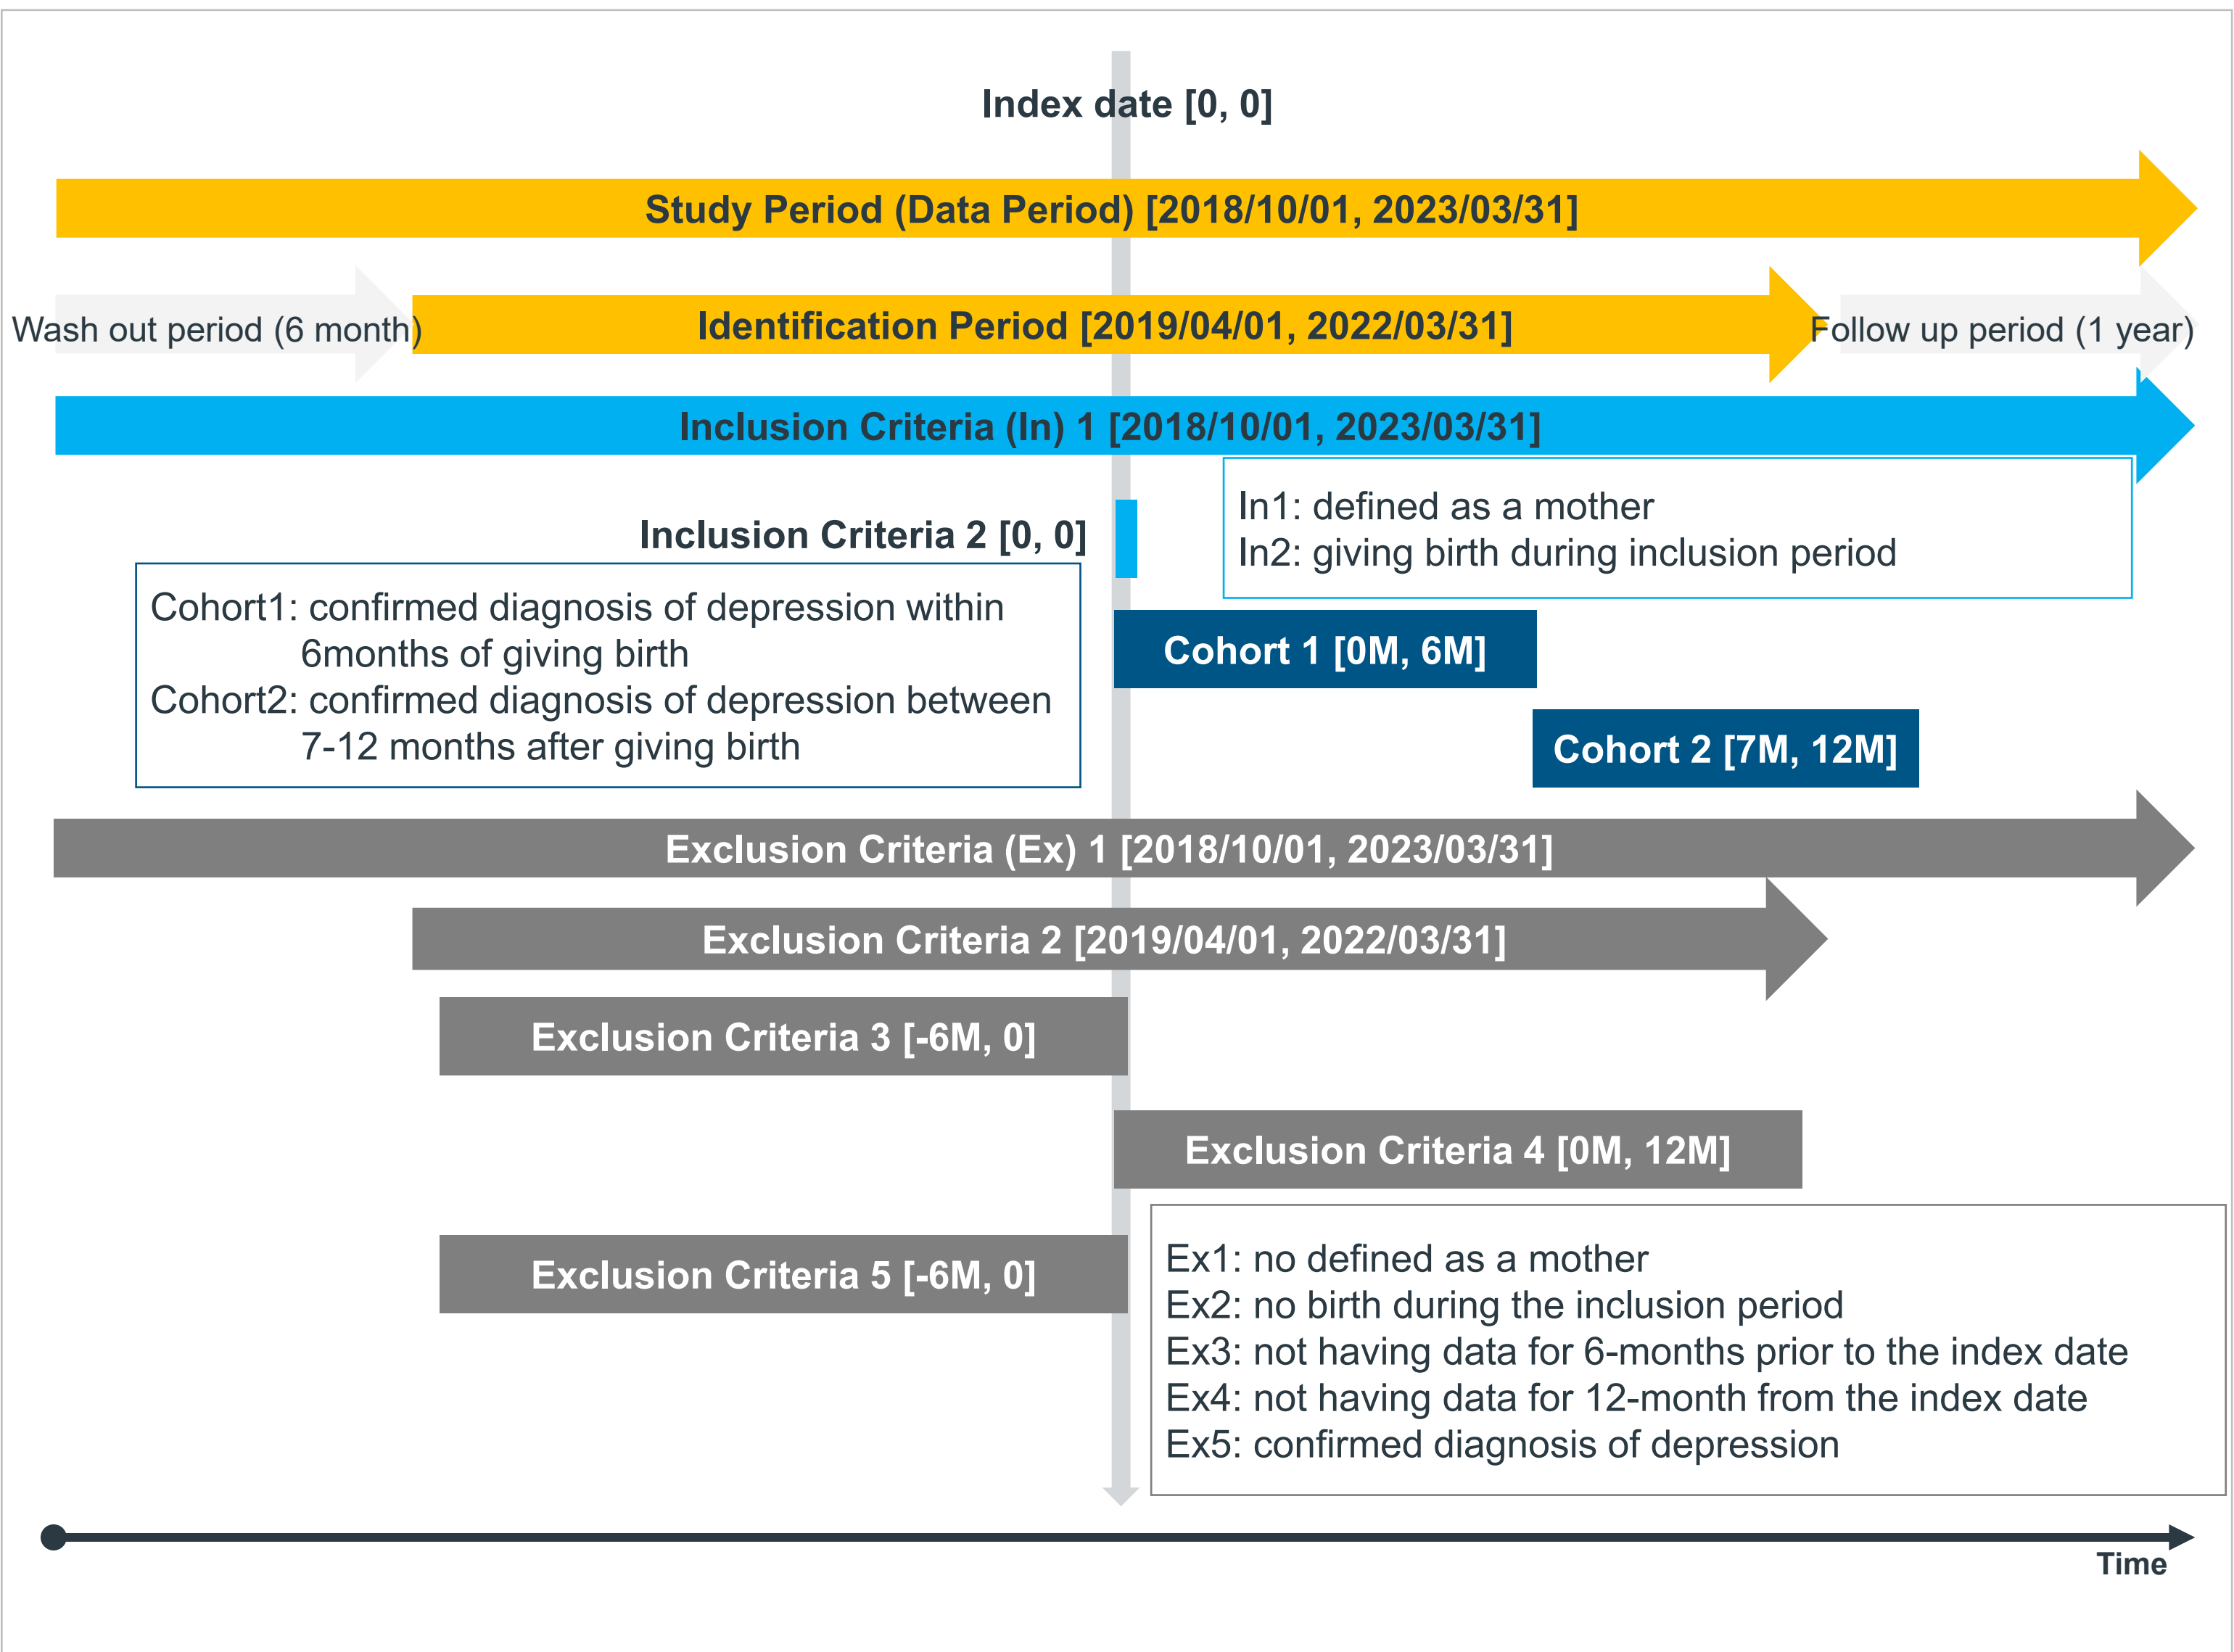 Index date [0, 0]
Study Period (Data Period) [2018/10/01, 2023/03/31]
Wash out period (6 month)
Identification Period [2019/04/01, 2022/03/31]
Follow up period (1 year)
Inclusion Criteria (In) 1 [2018/10/01, 2023/03/31]
In1: defined as a mother
In2: giving birth during inclusion period
Inclusion Criteria 2 [0, 0]
Cohort1: confirmed diagnosis of depression within
6months of giving birth
Cohort2: confirmed diagnosis of depression between
7-12 months after giving birth
Cohort 1 [0M, 6M]
Cohort 2 [7M, 12M]
Exclusion Criteria (Ex) 1 [2018/10/01, 2023/03/31]
Exclusion Criteria 2 [2019/04/01, 2022/03/31]
Exclusion Criteria 3 [-6M, 0]
Exclusion Criteria 4 [0M, 12M]
Exclusion Criteria 5 [-6M, 0]
Ex1: no defined as a mother
Ex2: no birth during the inclusion period
Ex3: not having data for 6-months prior to the index date
Ex4: not having data for 12-month from the index date
Ex5: confirmed diagnosis of depression
Time